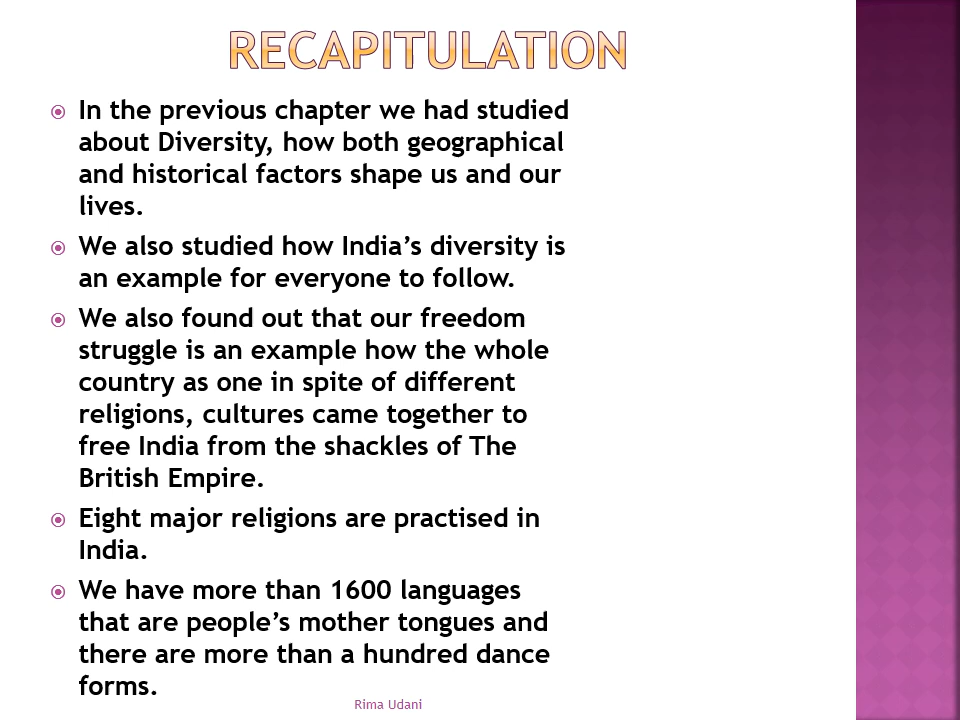 RECAPITULATION
In the previous chapter we had studied
about Diversity, how both geographical
and historical factors shape us and our
lives.
We also studied how India’s diversity is
an example for everyone to follow.
We also found out that our freedom
struggle is an example how the whole
country as one in spite of different
religions, cultures came together to
free India from the shackles of The
British Empire.
Eight major religions are practised in
India.
We have more than 1600 languages
that are people’s mother tongues and
there are more than a hundred dance
forms.
Rima Udani